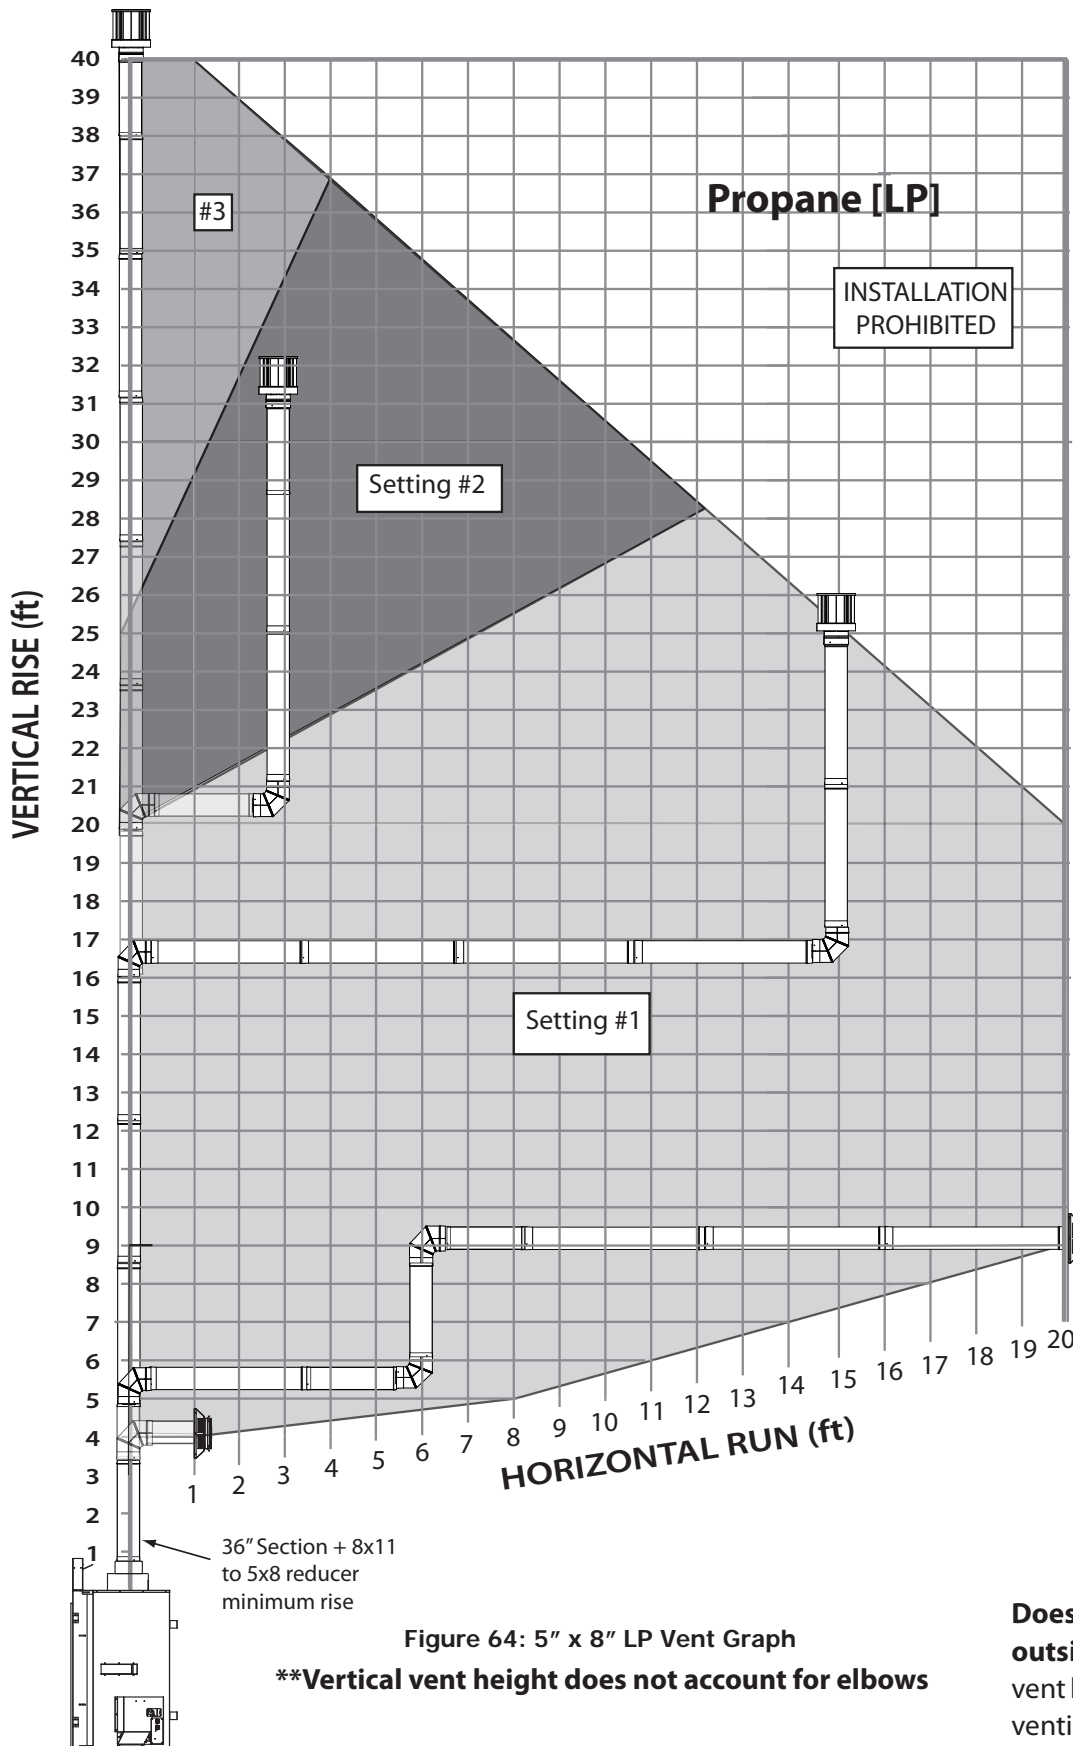 40
39
38
37
36
35
34
33
32
31
30
29
28
27
26
25
24
23
22
21
20
19
18
17
16
15
14
13
12
11
10
9
8
7
6
5
4
3
2
1
VERTICAL RISE (ft)
#3
Propane [LP]
INSTALLATION
PROHIBITED
Setting #2
Setting #1
1 2 3 4 5 6 7 8 9 10 11 12 13 14 15 16 17 18 19 20
HORIZONTAL RUN (ft)
36" Section + 8x11
to 5x8 reducer
minimum rise
Figure 64: 5" x 8" LP Vent Graph
**Vertical vent height does not account for elbows
Does
outsi
vent
venti